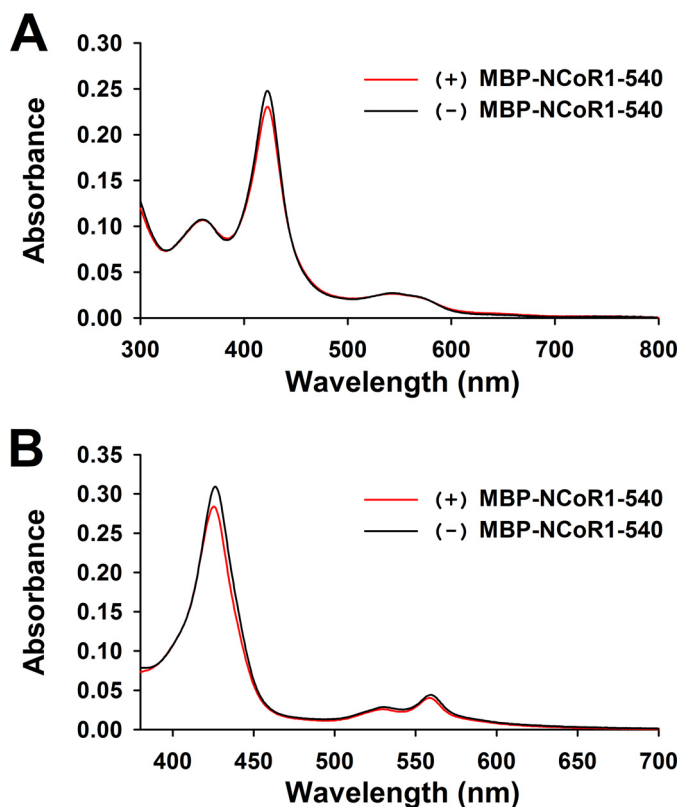 A
0.30
0.25
0.20
0.15
0.10
0.05
0.00
Absorbance
(+) MBP-NCoR1-540
(−) MBP-NCoR1-540
300 400 500 600 700 800
Wavelength (nm)
B
0.35
0.30
0.25
0.20
0.15
0.10
0.05
0.00
Absorbance
(+) MBP-NCoR1-540
(−) MBP-NCoR1-540
400 450 500 550 600 650 700
Wavelength (nm)